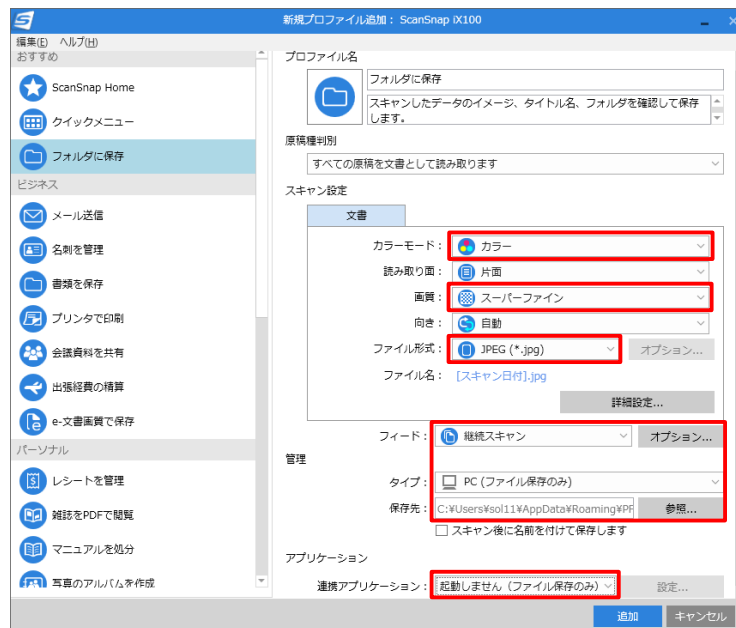 新規プロファイル追加： ScanSnap iX100
編集(E) ヘルプ(H)
おすすめ
ScanSnap Home
クイックメニュー
フォルダに保存
ビジネス
メール送信
名刺を管理
書類を保存
プリンタで印刷
会議資料を共有
出張経費の積算
e-文書画質で保存
パーソナル
レシートを管理
雑誌をPDFで閲覧
マニュアルを処分
写真のアルバムを作成
プロファイル名
フォルダに保存
スキャンしたデータのイメージ、タイトル名、フォルダを確認して保存
します。
原稿種判別
すべての原稿を文書として読み取ります
スキャン設定
文書
カラーモード： カラー
読み取り面： 片面
画質： スーパーファイン
向き： 自動
ファイル形式： JPEG (*.jpg) オプション...
ファイル名： [スキャン日付].jpg
詳細設定...
フィード： 継続スキャン オプション...
管理
タイプ： PC (ファイル保存のみ)
保存先： C:¥Users¥sol11¥AppData¥Roaming¥PF 参照...
スキャン後に名前を付けて保存します
アプリケーション
連携アプリケーション： 起動しません（ファイル保存のみ） 設定...
追加 キャンセル